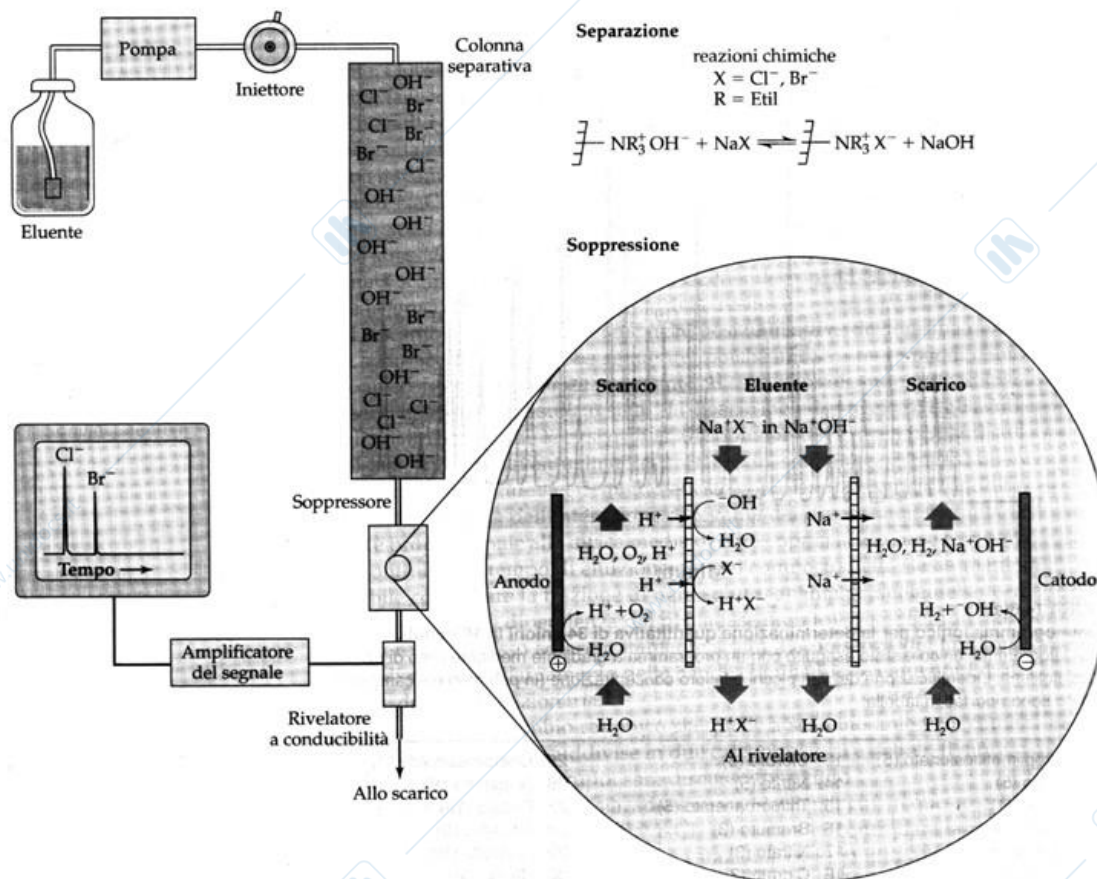 Pompa
Iniettore
Eluente
Colonna
separativa
OH⁻
Cl⁻
Br⁻
Cl⁻
Br⁻
Br⁻
Cl⁻
OH⁻
OH⁻
OH⁻
OH⁻
OH⁻
Br⁻
Br⁻
Br⁻
OH⁻
Cl⁻
Cl⁻
Cl⁻
OH⁻
OH⁻
Separazione
reazioni chimiche
X = Cl⁻, Br⁻
R = Etil
NR₃⁺ OH⁻ + NaX ⇌ NR₃⁺ X⁻ + NaOH
Soppressione
Scarico Eluente Scarico
Na⁺X⁻ in Na⁺OH⁻
H⁺ ⁻OH Na⁺
H₂O
H₂O, O₂, H⁺ H₂O, H₂, Na⁺OH⁻
H⁺ X⁻ Na⁺
Anodo Catodo
H⁺X⁻
H⁺+O₂ H₂+⁻OH
H₂O H₂O
⊕ ⊖
H₂O H⁺X⁻ H₂O H₂O
Al rivelatore
Cl⁻
Br⁻
Tempo
Soppressore
Amplificatore
del segnale
Rivelatore
a conducibilità
Allo scarico